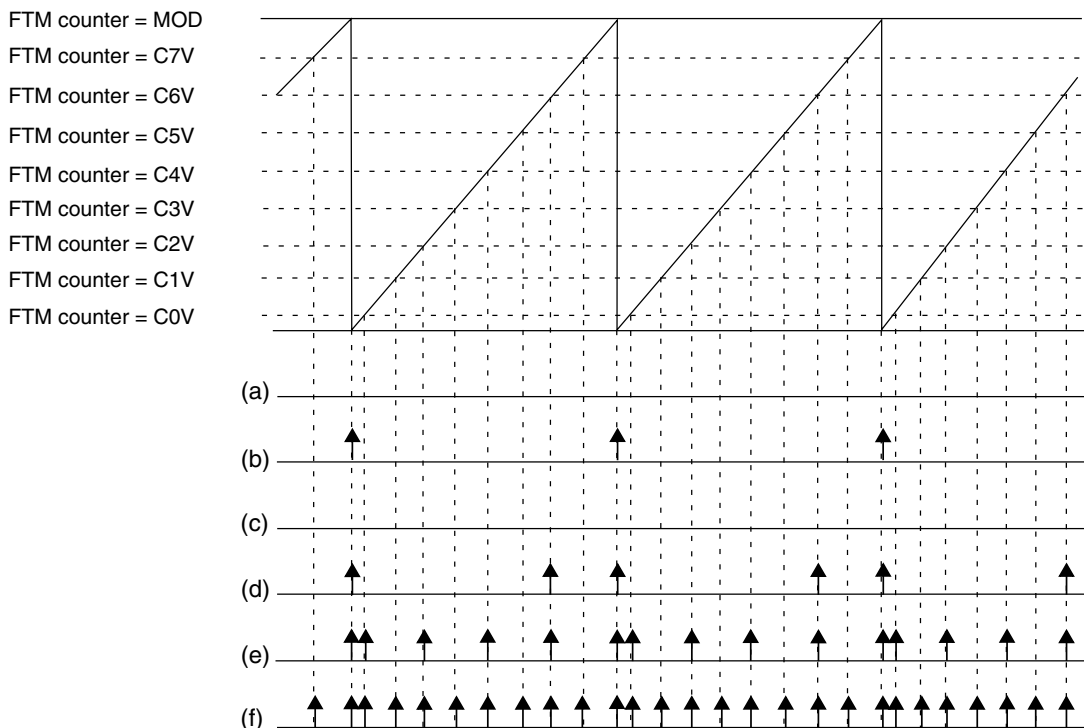 FTM counter = MOD
FTM counter = C7V
FTM counter = C6V
FTM counter = C5V
FTM counter = C4V
FTM counter = C3V
FTM counter = C2V
FTM counter = C1V
FTM counter = C0V
(a)
(b)
(c)
(d)
(e)
(f)